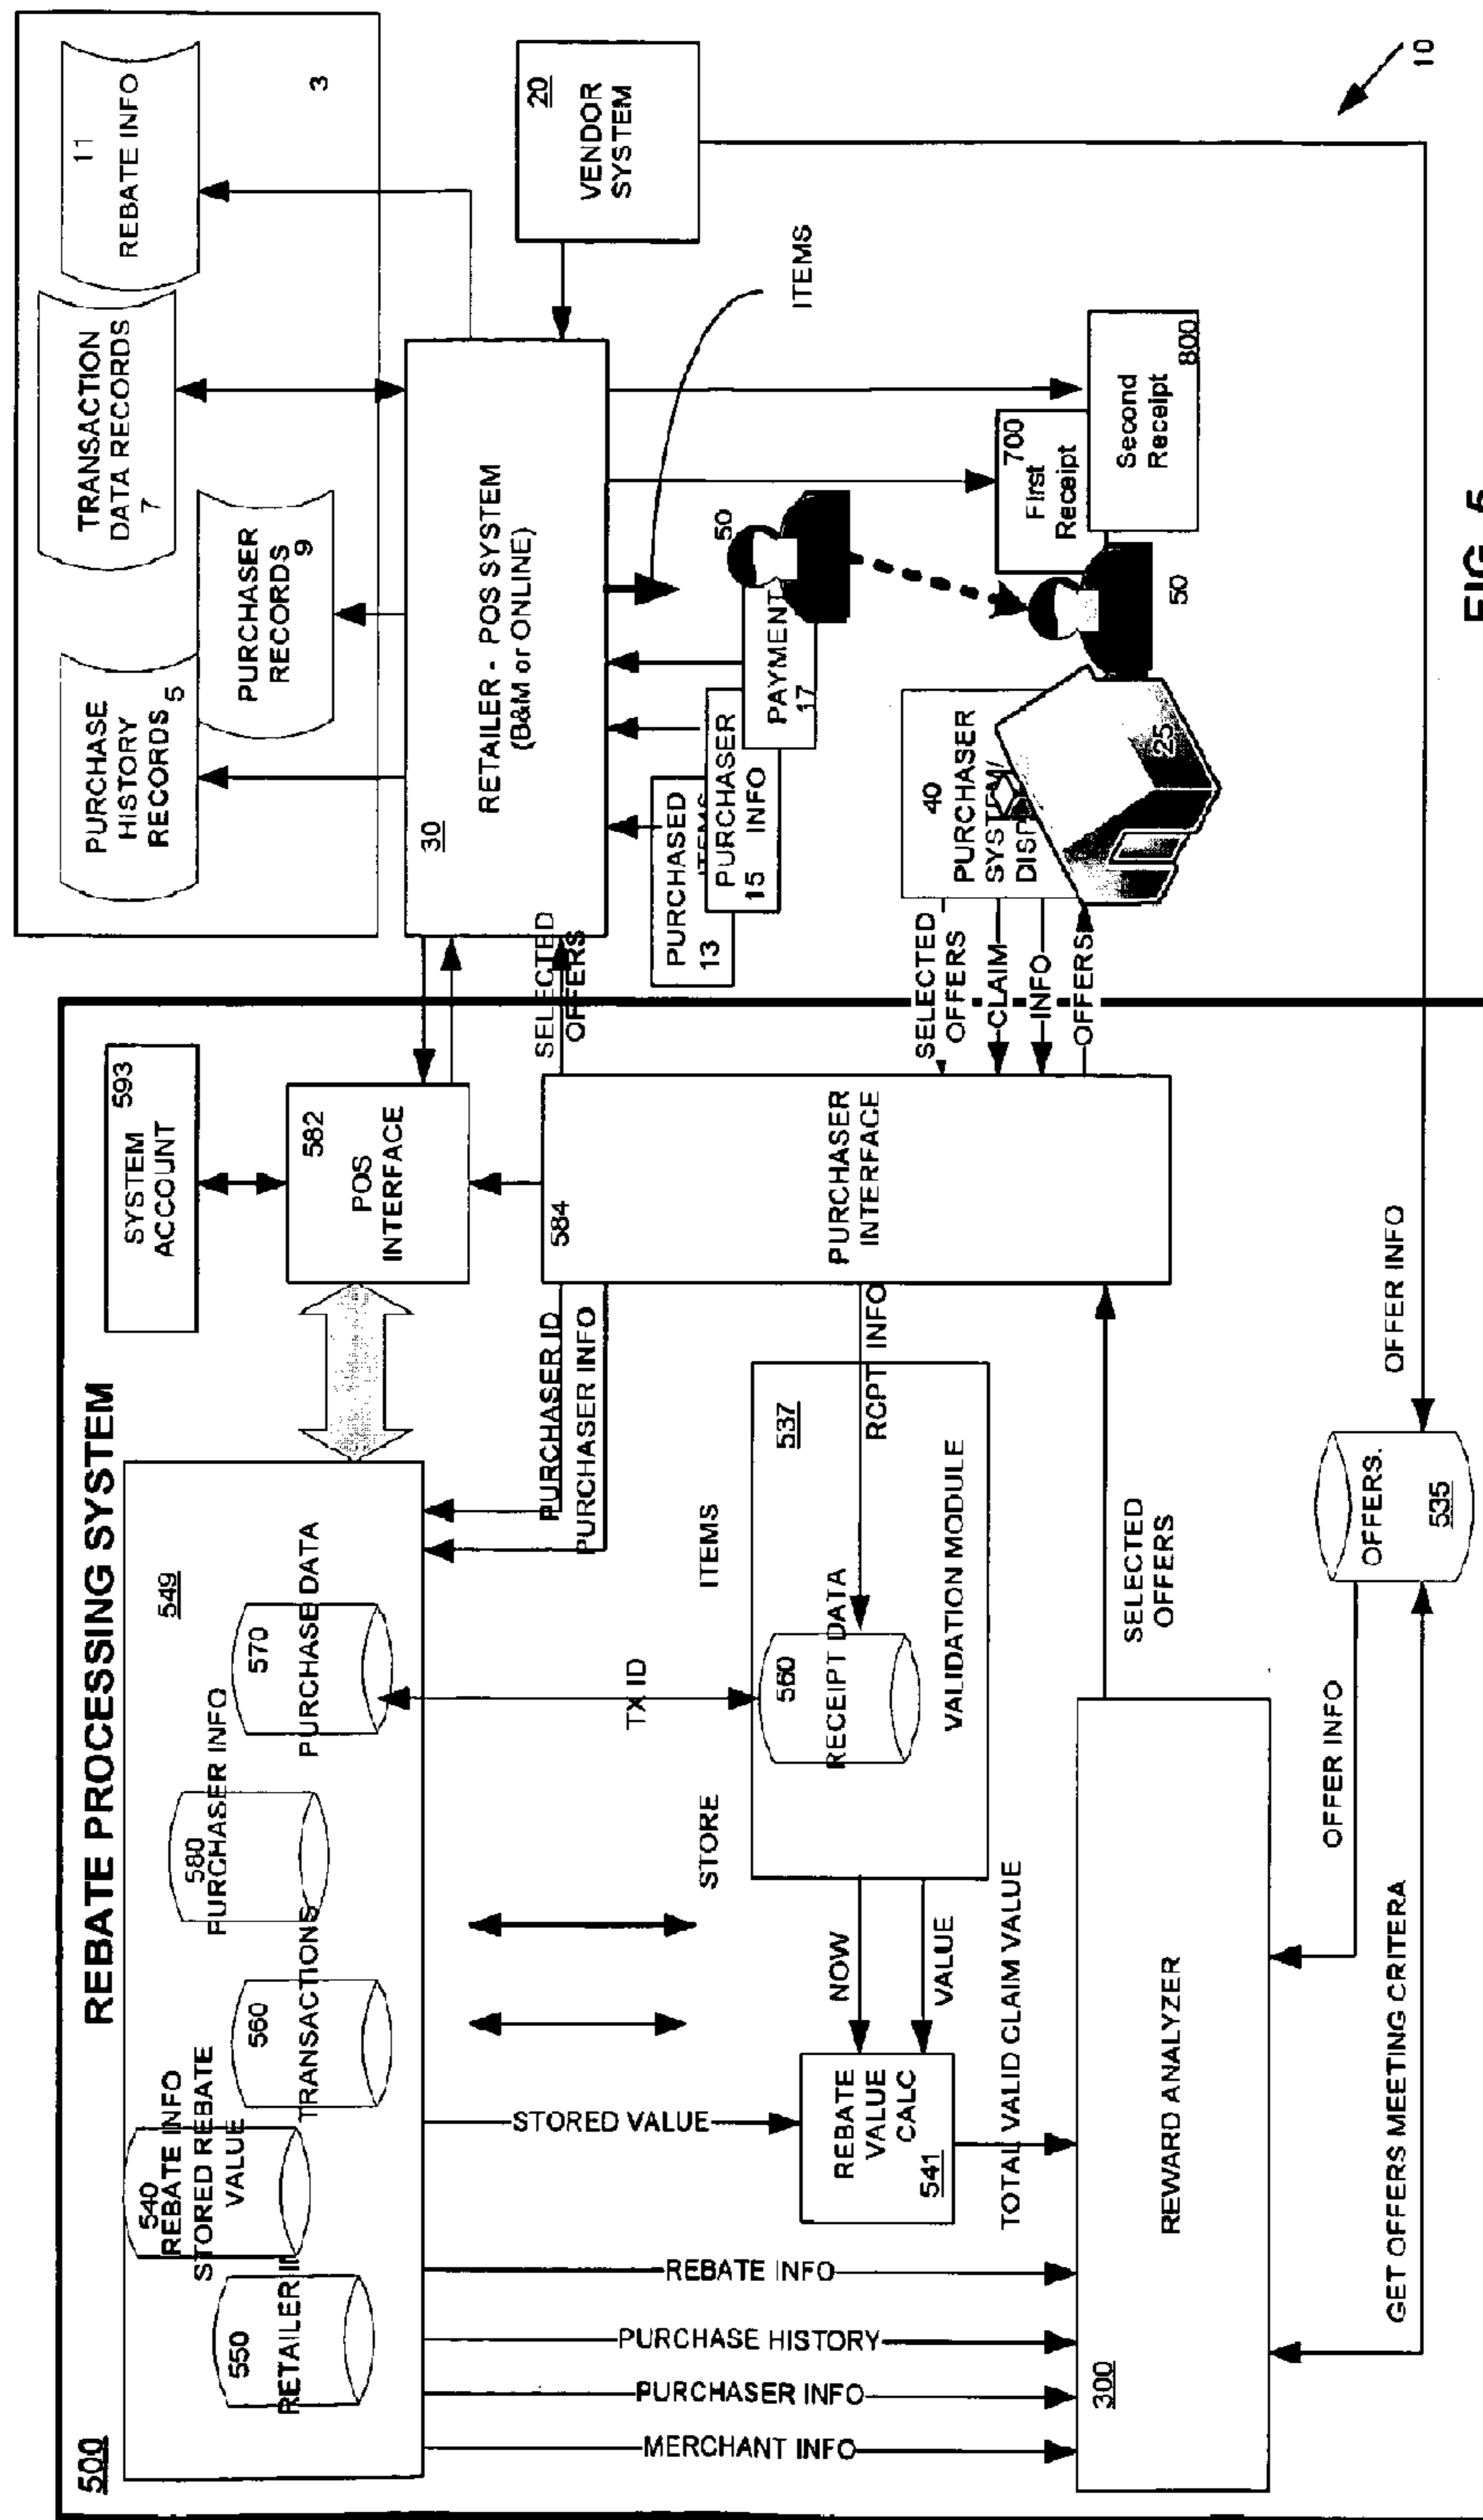 500
REBATE PROCESSING SYSTEM
549
550
RETAILER I
540
REBATE INFO
STORED REBATE
VALUE
560
TRANSACTIONS
580
PURCHASER INFO
570
PURCHASE DATA
SYSTEM
ACCOUNT
593
POS
INTERFACE
582
584
PURCHASER
INTERFACE
PURCHASER ID
PURCHASER INFO
RCPT INFO
SELECTED
OFFERS
TX ID
STORE
ITEMS
537
560
RECEIPT DATA
VALIDATION MODULE
NOW
VALUE
STORED VALUE
REBATE
VALUE
CALC
541
TOTAL VALID CLAIM VALUE
REBATE INFO
PURCHASE HISTORY
PURCHASER INFO
MERCHANT INFO
300
REWARD ANALYZER
SELECTED
OFFERS
OFFER INFO
GET OFFERS MEETING CRITERA
OFFERS.
535
OFFER INFO
PURCHASE
HISTORY
RECORDS 5
PURCHASER
RECORDS 9
TRANSACTION
DATA RECORDS
7
11
REBATE INFO
3
30
RETAILER - POS SYSTEM
(B&M or ONLINE)
20
VENDOR
SYSTEM
ITEMS
PURCHASED
ITEMS
13
PURCHASER
15 INFO
PAYMENT
17
50
SELECTED
OFFERS
CLAIM
INFO
OFFERS
40
PURCHASER
SYSTEM/
DISP
25
50
700
First
Receipt
Second
Receipt
800
10
FIG. 5